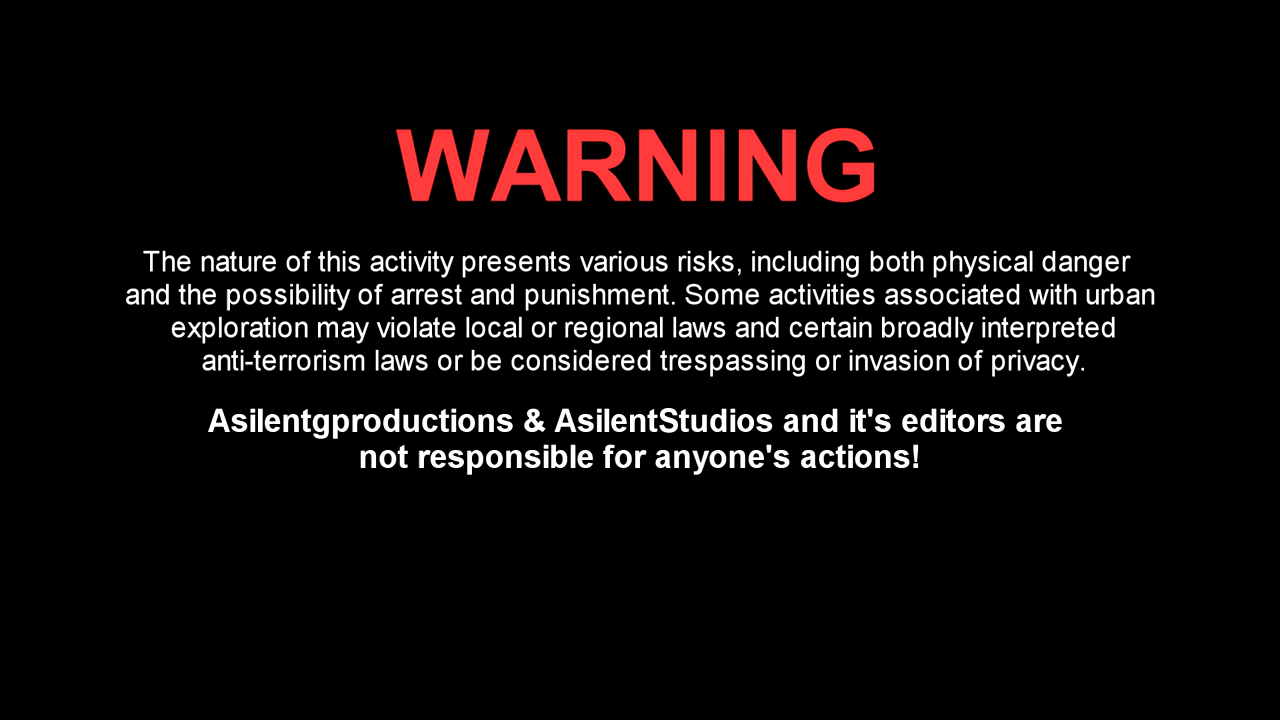 WARNING
The nature of this activity presents various risks, including both physical danger
and the possibility of arrest and punishment. Some activities associated with urban
exploration may violate local or regional laws and certain broadly interpreted
anti-terrorism laws or be considered trespassing or invasion of privacy.
Asilentgproductions & AsilentStudios and it's editors are
not responsible for anyone's actions!